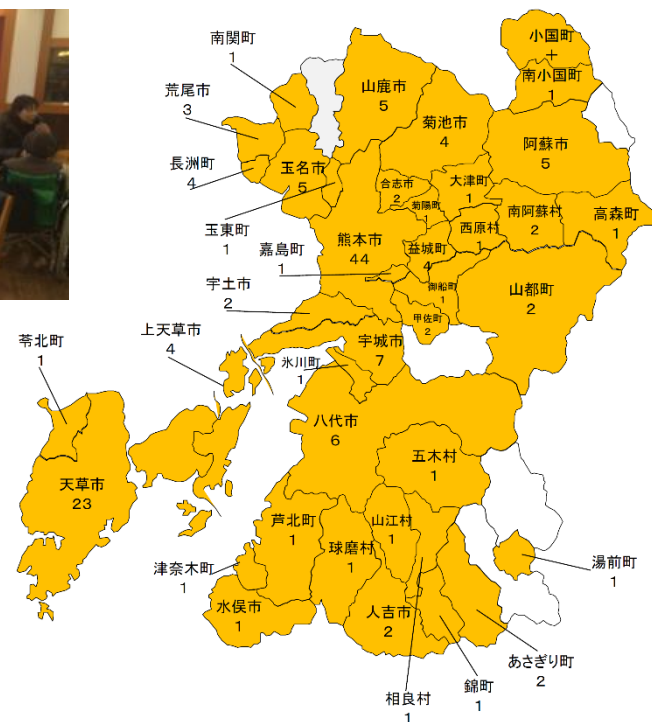 小国町
+
南小国町
1
南関町
1
山鹿市
5
荒尾市
3
菊池市
4
阿蘇市
5
長洲町
4
玉名市
5
合志市
2
大津町
1
菊陽町
1
南阿蘇村
2
高森町
1
玉東町
1
西原村
1
熊本市
44
嘉島町
1
益城町
4
御船町
1
山都町
2
宇土市
2
甲佐町
2
上天草市
4
宇城市
7
苓北町
1
氷川町
1
八代市
6
五木村
1
天草市
23
芦北町
1
球磨村
1
山江村
1
湯前町
1
津奈木町
1
水俣市
1
人吉市
2
あさぎり町
2
錦町
1
相良村
1